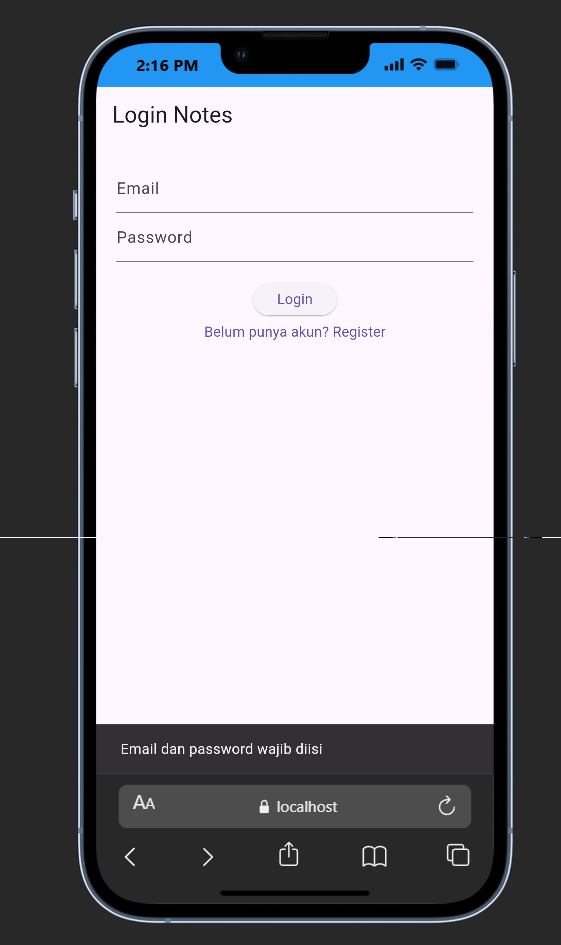 2:16 PM
Login Notes
Email
Password
Login
Belum punya akun? Register
Email dan password wajib diisi
AA
localhost